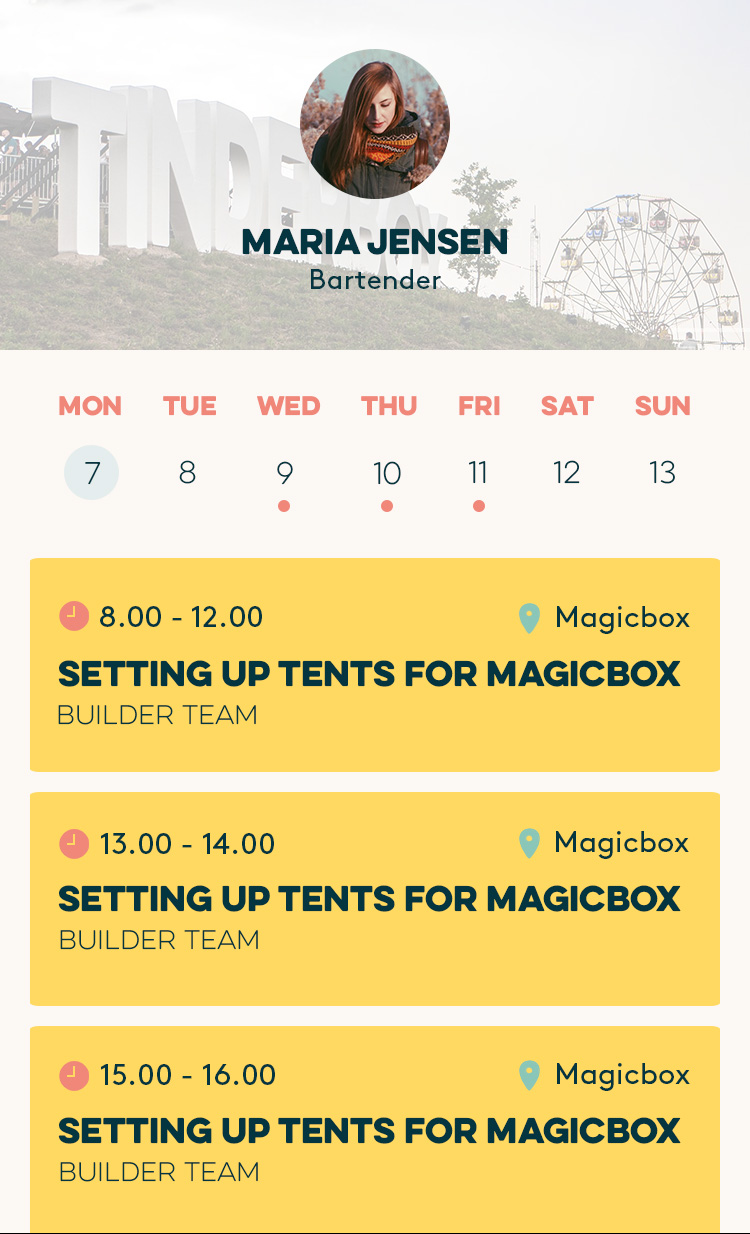 TINDERBOX
MARIA JENSEN
Bartender
MON TUE WED THU FRI SAT SUN
7 8 9 10 11 12 13
8.00 - 12.00 Magicbox
SETTING UP TENTS FOR MAGICBOX
BUILDER TEAM
13.00 - 14.00 Magicbox
SETTING UP TENTS FOR MAGICBOX
BUILDER TEAM
15.00 - 16.00 Magicbox
SETTING UP TENTS FOR MAGICBOX
BUILDER TEAM